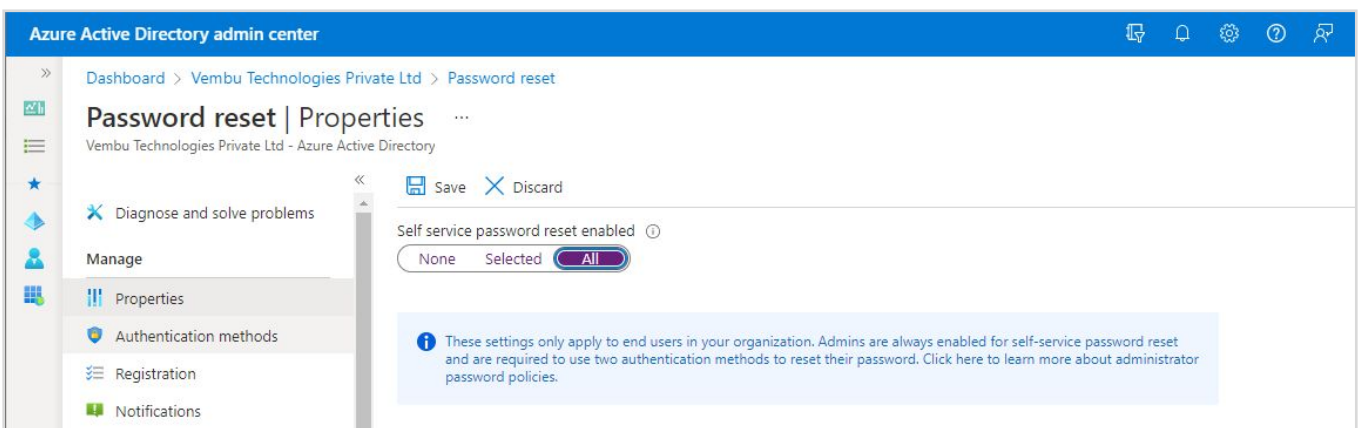 Azure Active Directory admin center
Dashboard > Vembu Technologies Private Ltd > Password reset
Password reset | Properties ...
Vembu Technologies Private Ltd - Azure Active Directory
Save Discard
Diagnose and solve problems
Self service password reset enabled
None Selected All
Manage
Properties
Authentication methods
Registration
Notifications
These settings only apply to end users in your organization. Admins are always enabled for self-service password reset
and are required to use two authentication methods to reset their password. Click here to learn more about administrator
password policies.